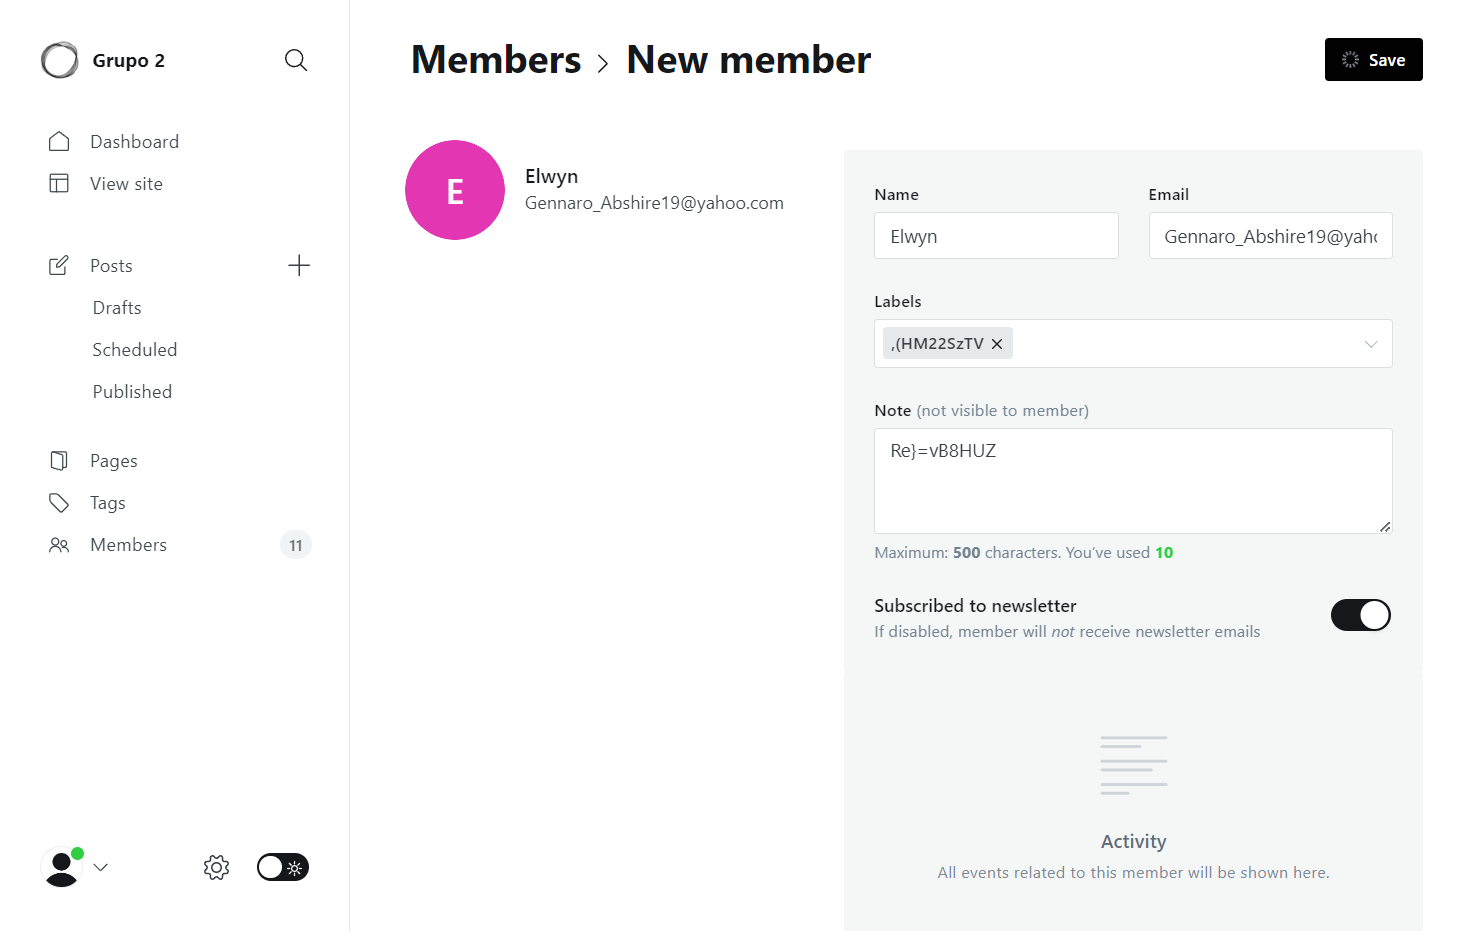 Grupo 2
Dashboard
View site
Posts
Drafts
Scheduled
Published
Pages
Tags
Members 11
Members > New member
Save
E
Elwyn
Gennaro_Abshire19@yahoo.com
Name Email
Elwyn Gennaro_Abshire19@yaho
Labels
,(HM22SzTV ×
Note (not visible to member)
Re}=vB8HUZ
Maximum: 500 characters. You’ve used 10
Subscribed to newsletter
If disabled, member will not receive newsletter emails
Activity
All events related to this member will be shown here.